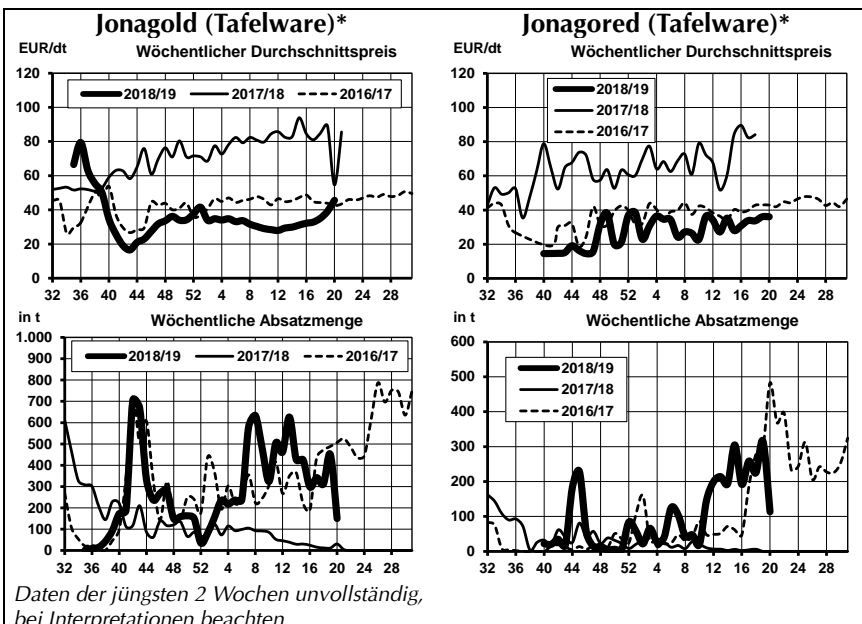 Jonagold (Tafelware)*
EUR/dt
Wöchentlicher Durchschnittspreis
120
100
80
60
40
20
0
2018/19 2017/18 2016/17
32 36 40 44 48 52 4 8 12 16 20 24 28
in t
Wöchentliche Absatzmenge
1.000
900
800
700
600
500
400
300
200
100
0
2018/19 2017/18 2016/17
32 36 40 44 48 52 4 8 12 16 20 24 28
Daten der jüngsten 2 Wochen unvollständig,
bei Interpretationen beachten
Jonagored (Tafelware)*
EUR/dt
Wöchentlicher Durchschnittspreis
120
100
80
60
40
20
0
2018/19
2017/18
2016/17
32 36 40 44 48 52 4 8 12 16 20 24 28
in t
Wöchentliche Absatzmenge
600
500
400
300
200
100
0
2018/19
2017/18
2016/17
32 36 40 44 48 52 4 8 12 16 20 24 28